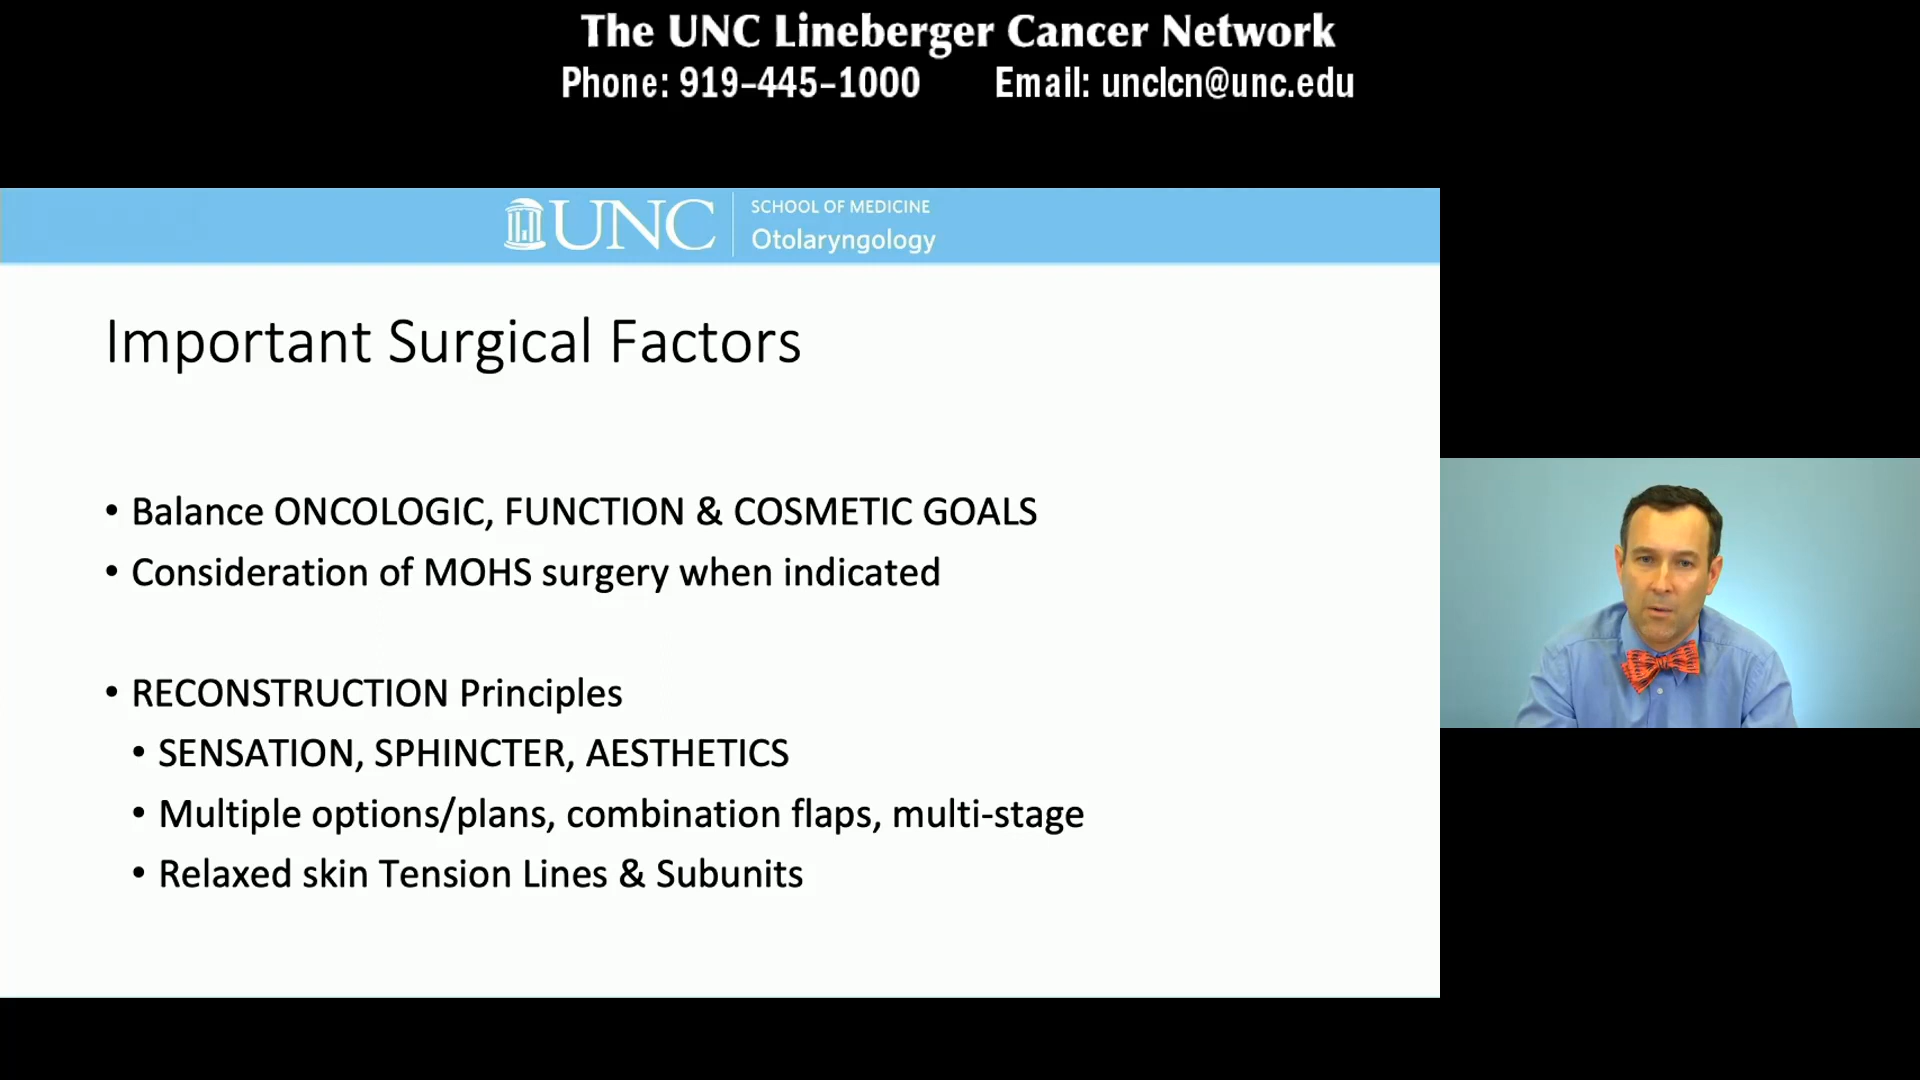 The UNC Lineberger Cancer Network
Phone: 919-445-1000 Email: unclcn@unc.edu
UNC
SCHOOL OF MEDICINE
Otolaryngology
Important Surgical Factors
• Balance ONCOLOGIC, FUNCTION & COSMETIC GOALS
• Consideration of MOHS surgery when indicated
• RECONSTRUCTION Principles
• SENSATION, SPHINCTER, AESTHETICS
• Multiple options/plans, combination flaps, multi-stage
• Relaxed skin Tension Lines & Subunits